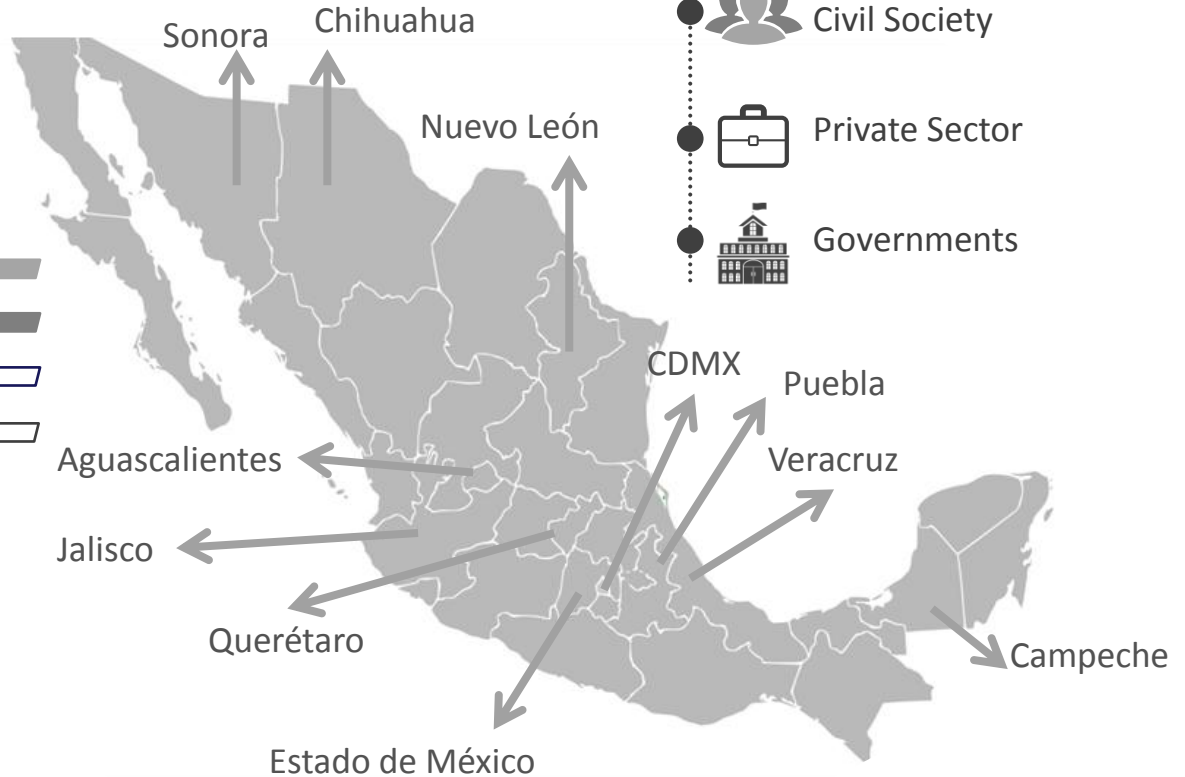 Chihuahua
Sonora
Civil Society
Nuevo León
Private Sector
Governments
CDMX
Puebla
Aguascalientes
Veracruz
Jalisco
Querétaro
Campeche
Estado de México